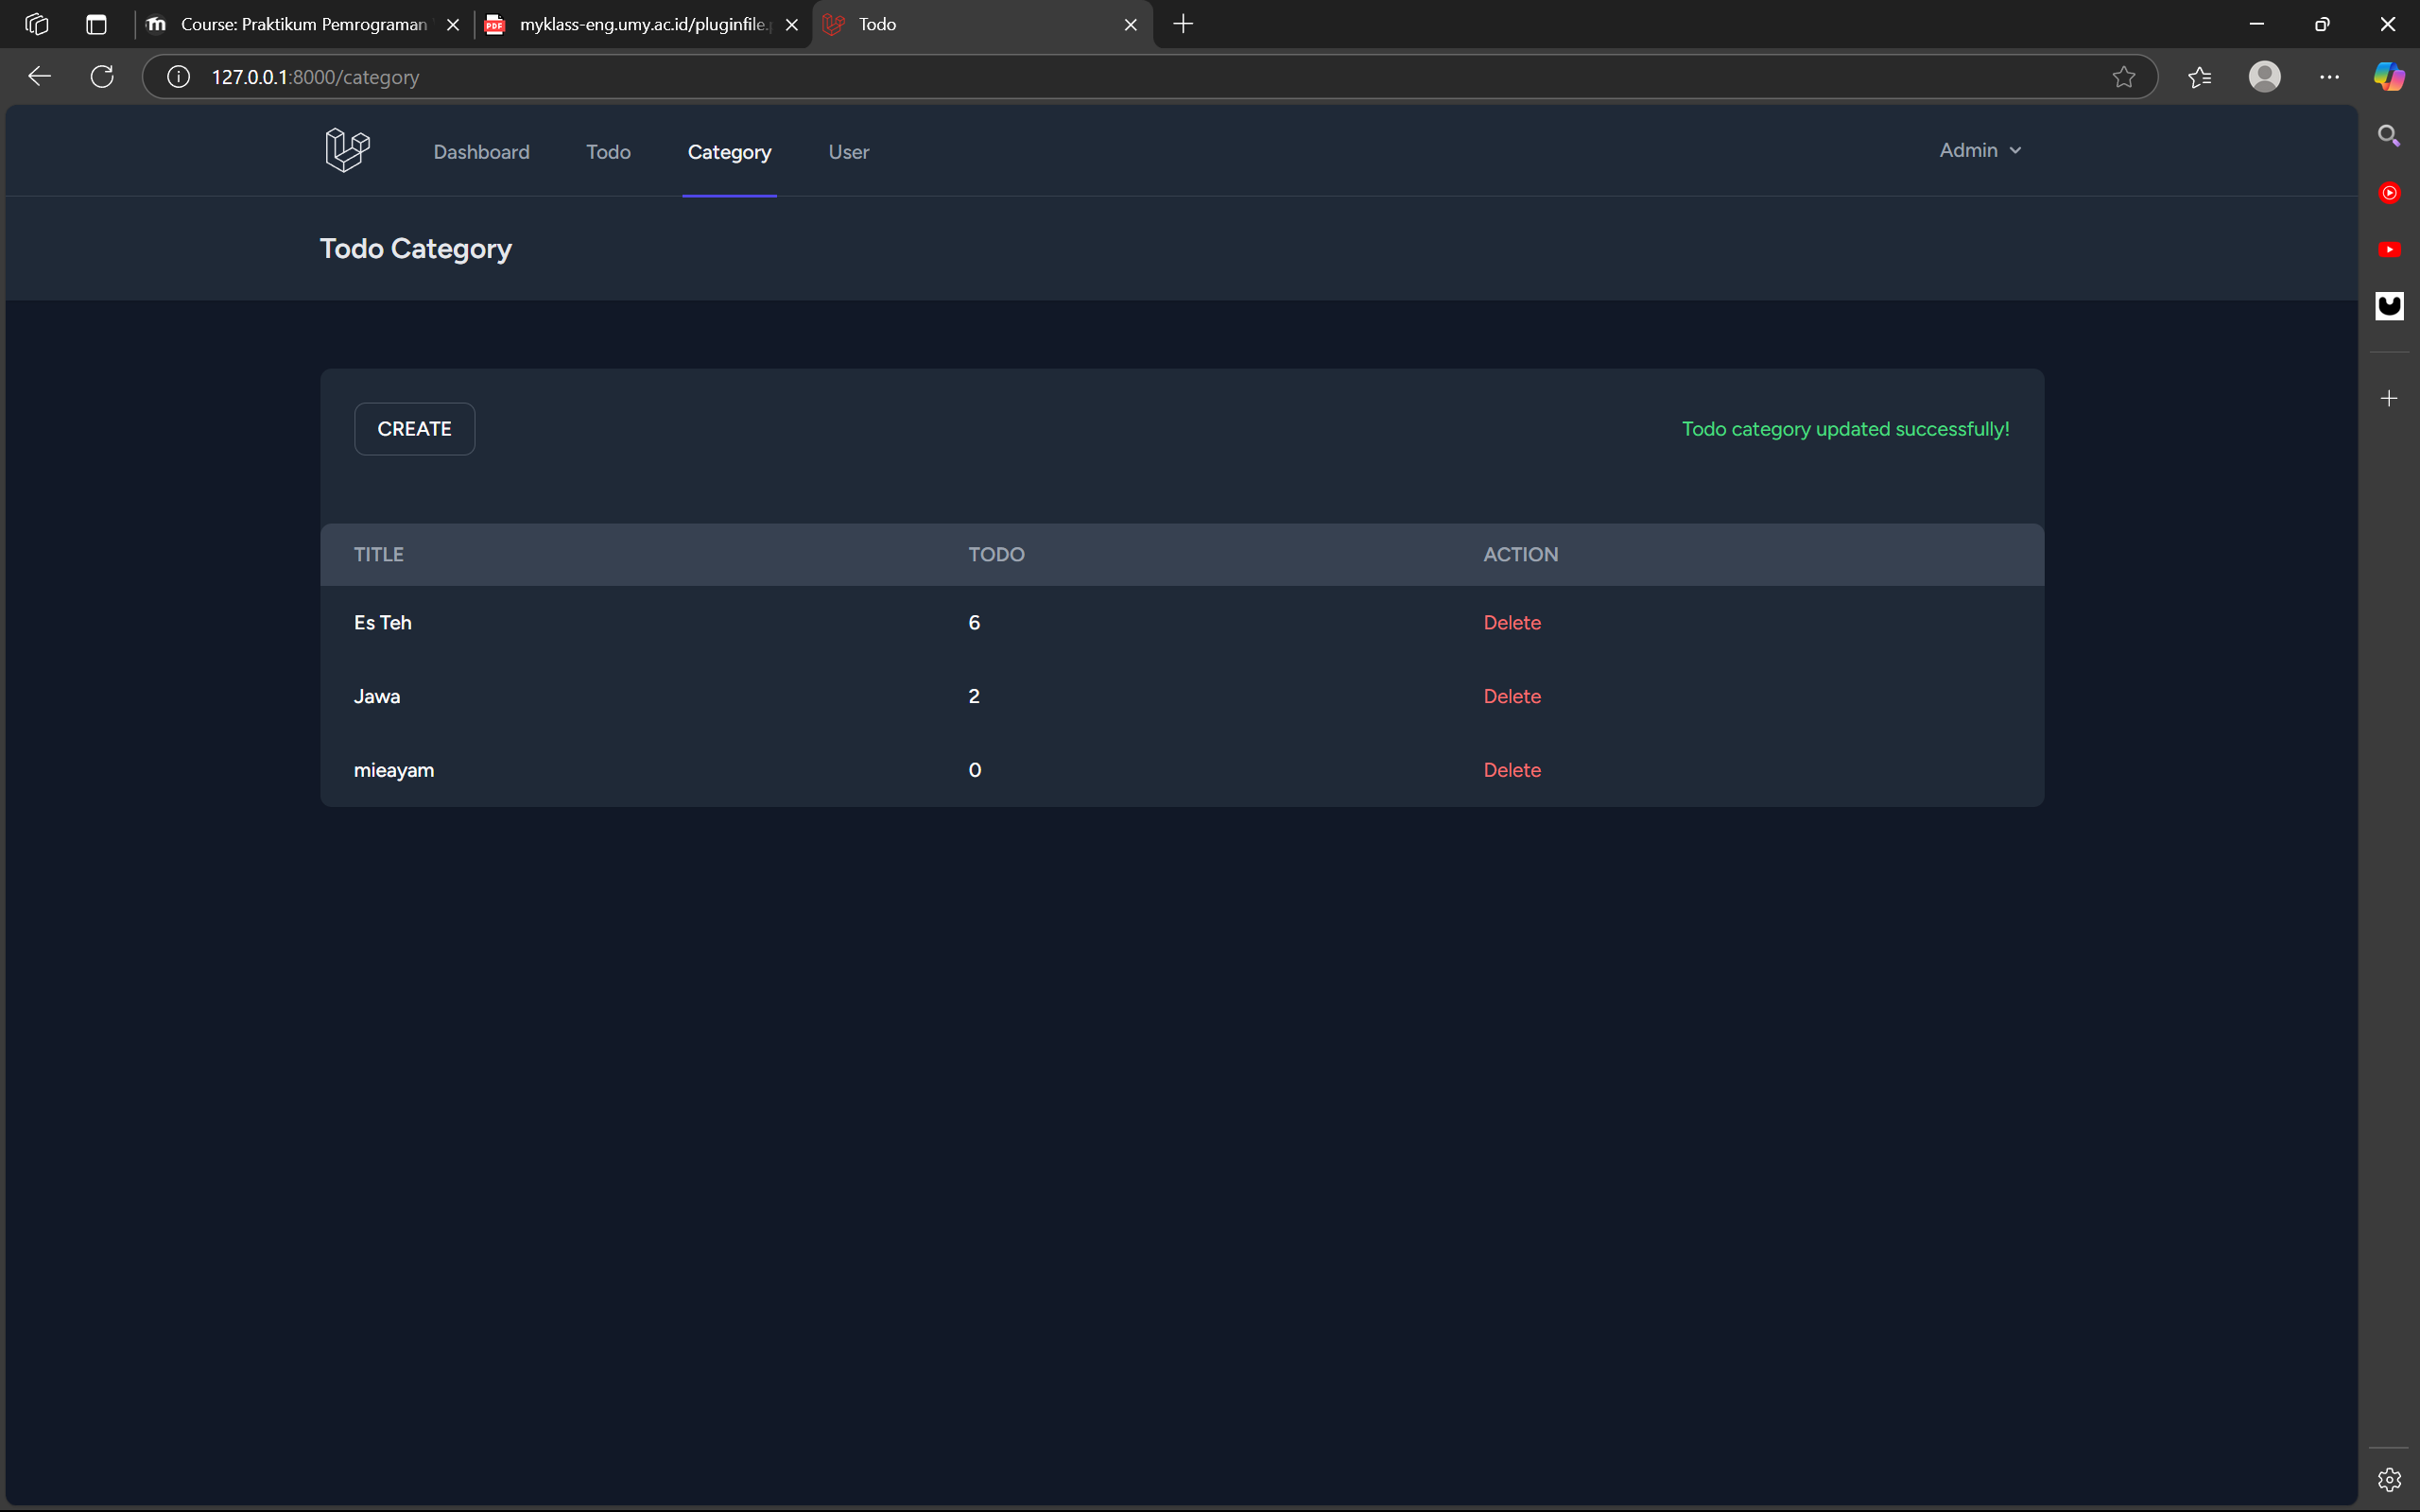 Course: Praktikum Pemrograman
myklass-eng.umy.ac.id/pluginfile.
Todo
127.0.0.1:8000/category
Dashboard Todo Category User Admin
Todo Category
CREATE Todo category updated successfully!
TITLE TODO ACTION
Es Teh 6 Delete
Jawa 2 Delete
mieayam 0 Delete